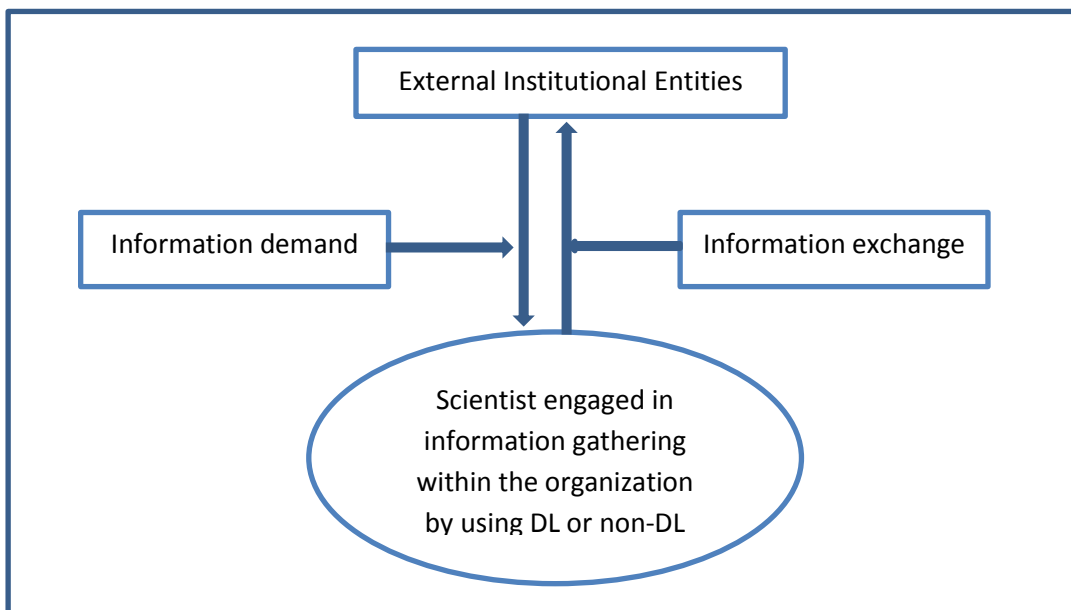 External Institutional Entities
Information demand
Information exchange
Scientist engaged in
information gathering
within the organization
by using DL or non-DL